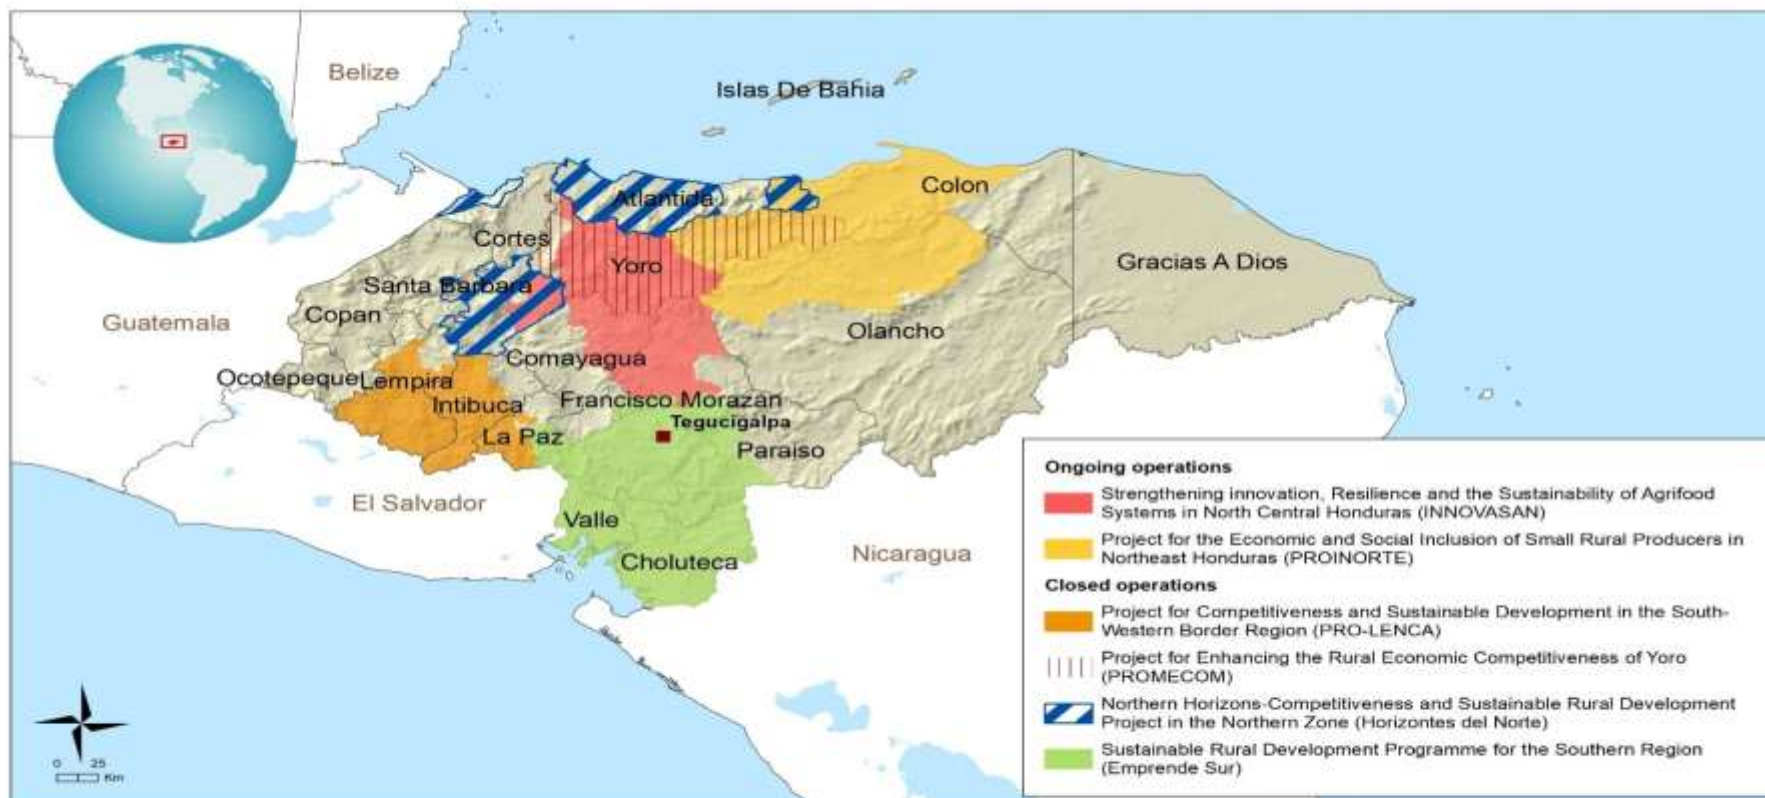 Belize
Islas De Bahia
Atlantida
Colon
Cortes
Yoro
Gracias A Dios
Santa Barbara
Guatemala
Copan
Olancho
Comayagua
Ocotepeque
Lempira
Intibuca
Francisco Morazan
Tegucigalpa
La Paz
Paraiso
El Salvador
Valle
Nicaragua
Choluteca
Ongoing operations
Strengthening innovation, Resilience and the Sustainability of Agrifood
Systems in North Central Honduras (INNOVASAN)
Project for the Economic and Social Inclusion of Small Rural Producers in
Northeast Honduras (PROINORTE)
Closed operations
Project for Competitiveness and Sustainable Development in the South-
Western Border Region (PRO-LENCA)
Project for Enhancing the Rural Economic Competitiveness of Yoro
(PROMECOM)
Northern Horizons-Competitiveness and Sustainable Rural Development
Project in the Northern Zone (Horizontes del Norte)
Sustainable Rural Development Programme for the Southern Region
(Emprende Sur)
0 25
Km